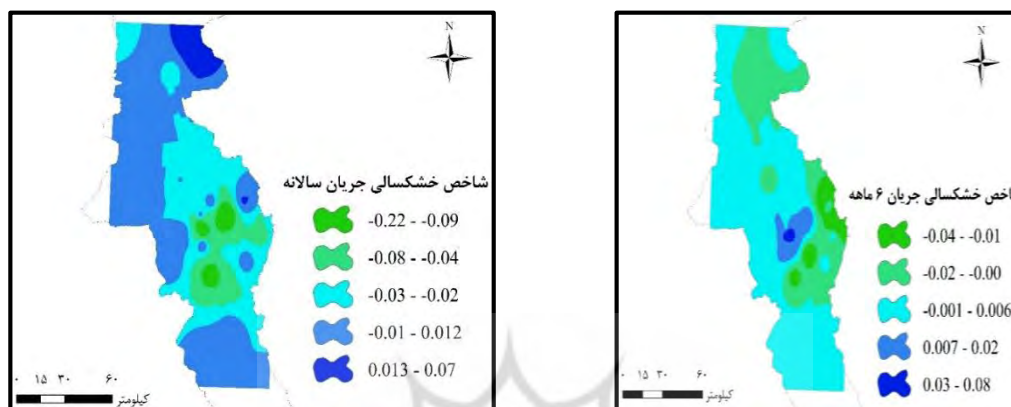 N
شاخص خشکسالی جریان سالانه
-0.22 - -0.09
-0.08 - -0.04
-0.03 - -0.02
-0.01 - 0.012
0.013 - 0.07
۰ ۱۵ ۳۰ ۶۰
کیلومتر
N
خص خشکسالی جریان ۶ ماهه
-0.04 - -0.01
-0.02 - -0.00
-0.001 - 0.006
0.007 - 0.02
0.03 - 0.08
۰ ۱۵ ۳۰ ۶۰
کیلومتر